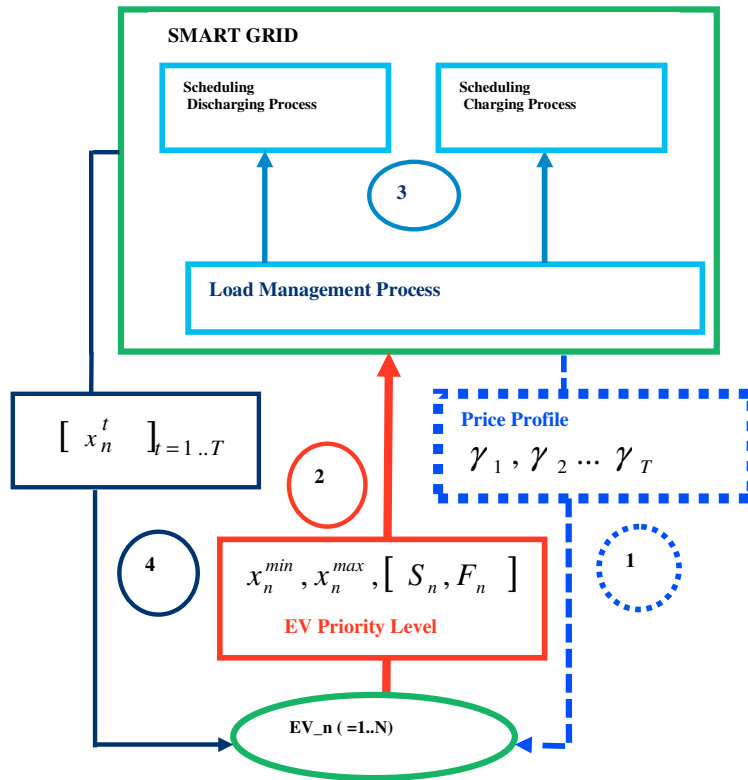 SMART GRID
Scheduling
Discharging Process
Scheduling
Charging Process
3
Load Management Process
[ x_n^t ]_{t=1..T}
Price Profile
γ_1, γ_2 ... γ_T
2
4
1
x_n^{min}, x_n^{max}, [ S_n, F_n ]
EV Priority Level
EV_n ( =1..N)